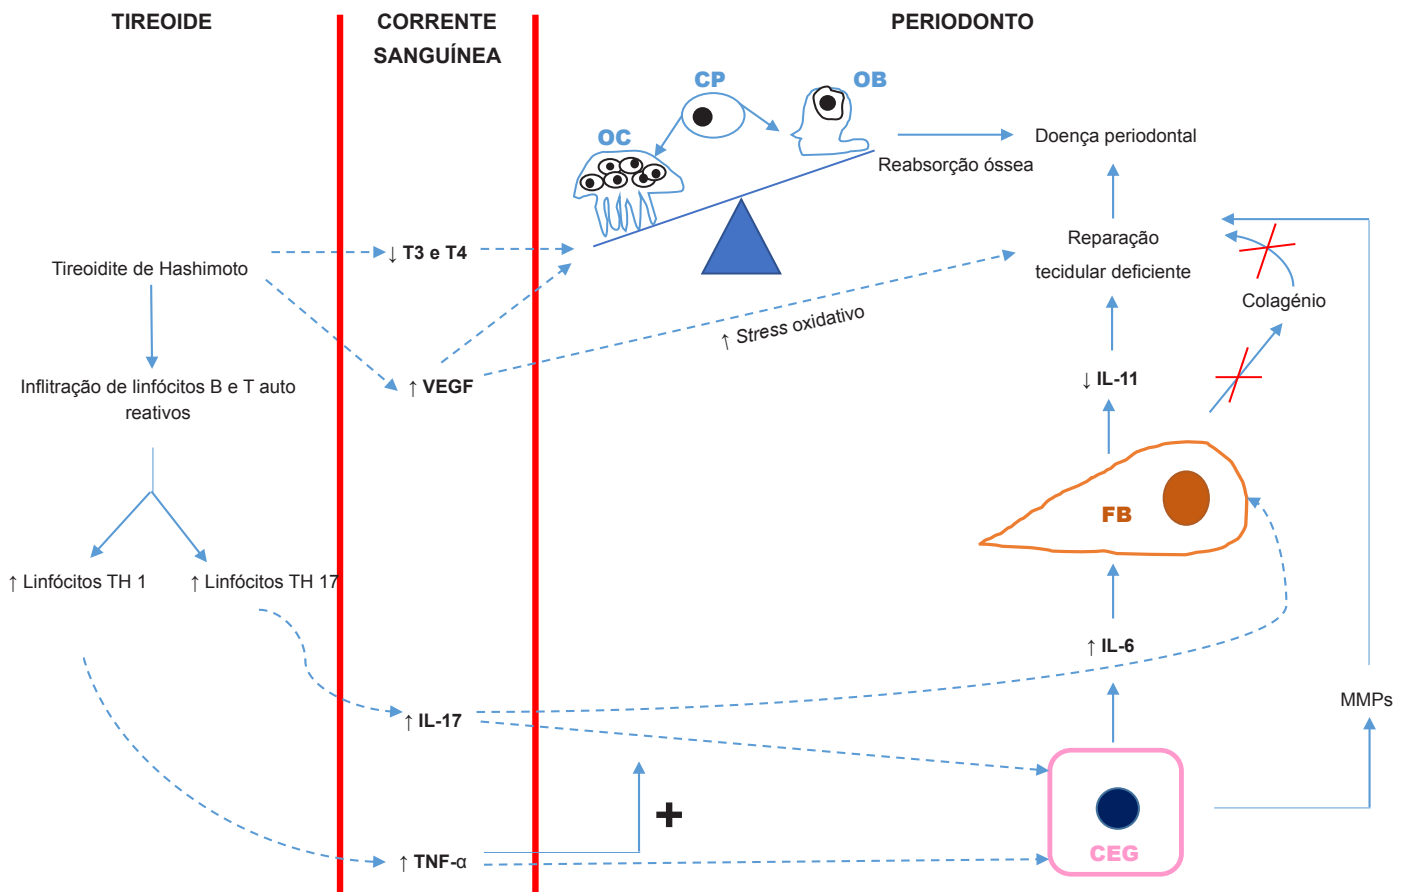 TIREOIDE
CORRENTE
SANGUÍNEA
PERIODONTO
CP
OB
OC
Doença periodontal
Reabsorção óssea
↓ T3 e T4
Reparação
tecidular deficiente
Tireoidite de Hashimoto
Colagénio
↑ Stress oxidativo
↑ VEGF
↓ IL-11
Inflitração de linfócitos B e T auto
reativos
FB
↑ Linfócitos TH 1
↑ Linfócitos TH 17
↑ IL-6
↑ IL-17
MMPs
+
↑ TNF-α
CEG